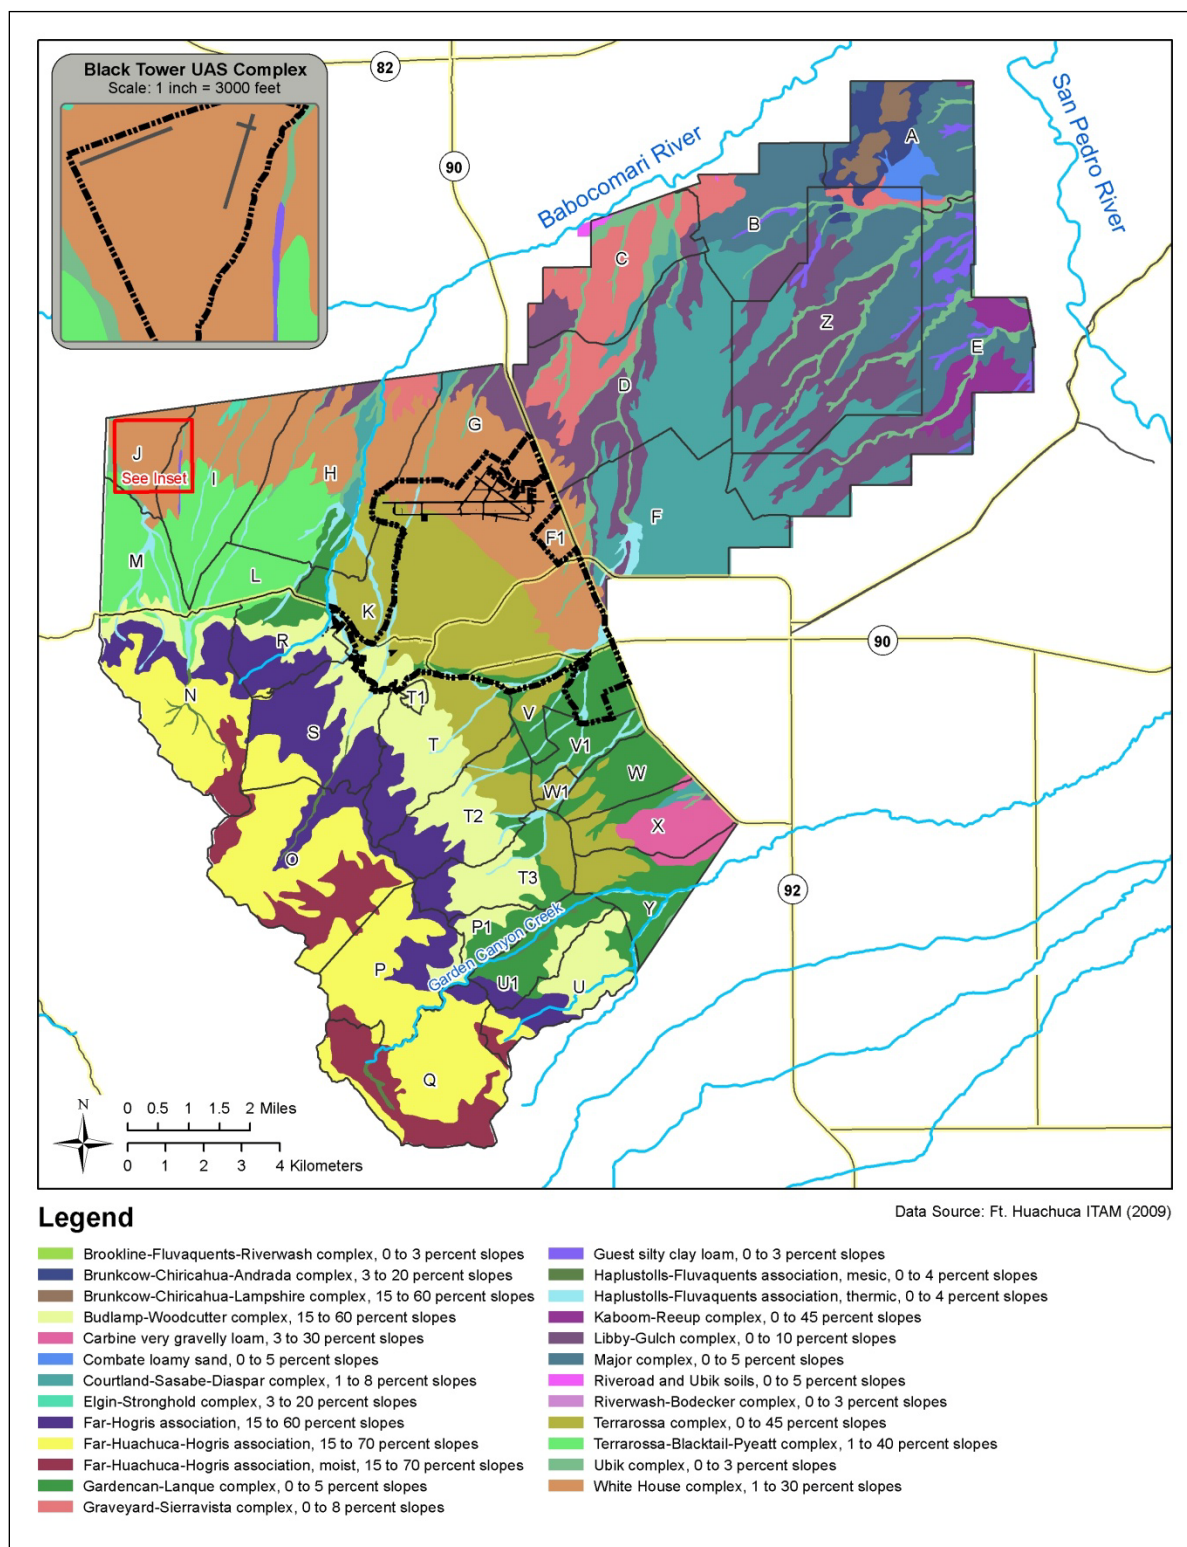 Black Tower UAS Complex
Scale: 1 inch = 3000 feet
82
90
Babocomari River
San Pedro River
A
B
C
Z
E
D
G
J
See Inset
I
H
F
F1
M
L
K
90
R
N
T1
S
T
V
V1
W
W1
T2
X
O
T3
92
Y
P1
Garden Canyon Creek
P
U1
U
Q
N
0 0.5 1 2 Miles
0 1 2 3 4 Kilometers
Legend
Data Source: Ft. Huachuca ITAM (2009)
Brookline-Fluvaquents-Riverwash complex, 0 to 3 percent slopes
Brunkcow-Chiricahua-Andrada complex, 3 to 20 percent slopes
Brunkcow-Chiricahua-Lampshire complex, 15 to 60 percent slopes
Budlamp-Woodcutter complex, 15 to 60 percent slopes
Carbine very gravelly loam, 3 to 30 percent slopes
Combate loamy sand, 0 to 5 percent slopes
Courtland-Sasabe-Diaspar complex, 1 to 8 percent slopes
Elgin-Stronghold complex, 3 to 20 percent slopes
Far-Hogris association, 15 to 60 percent slopes
Far-Huachuca-Hogris association, 15 to 70 percent slopes
Far-Huachuca-Hogris association, moist, 15 to 70 percent slopes
Gardencan-Lanque complex, 0 to 5 percent slopes
Graveyard-Sierravista complex, 0 to 8 percent slopes
Guest silty clay loam, 0 to 3 percent slopes
Haplustolls-Fluvaquents association, mesic, 0 to 4 percent slopes
Haplustolls-Fluvaquents association, thermic, 0 to 4 percent slopes
Kaboom-Reeup complex, 0 to 45 percent slopes
Libby-Gulch complex, 0 to 10 percent slopes
Major complex, 0 to 5 percent slopes
Riveroad and Ubik soils, 0 to 5 percent slopes
Riverwash-Bodecker complex, 0 to 3 percent slopes
Terrarossa complex, 0 to 45 percent slopes
Terrarossa-Blacktail-Pyeatt complex, 1 to 40 percent slopes
Ubik complex, 0 to 3 percent slopes
White House complex, 1 to 30 percent slopes